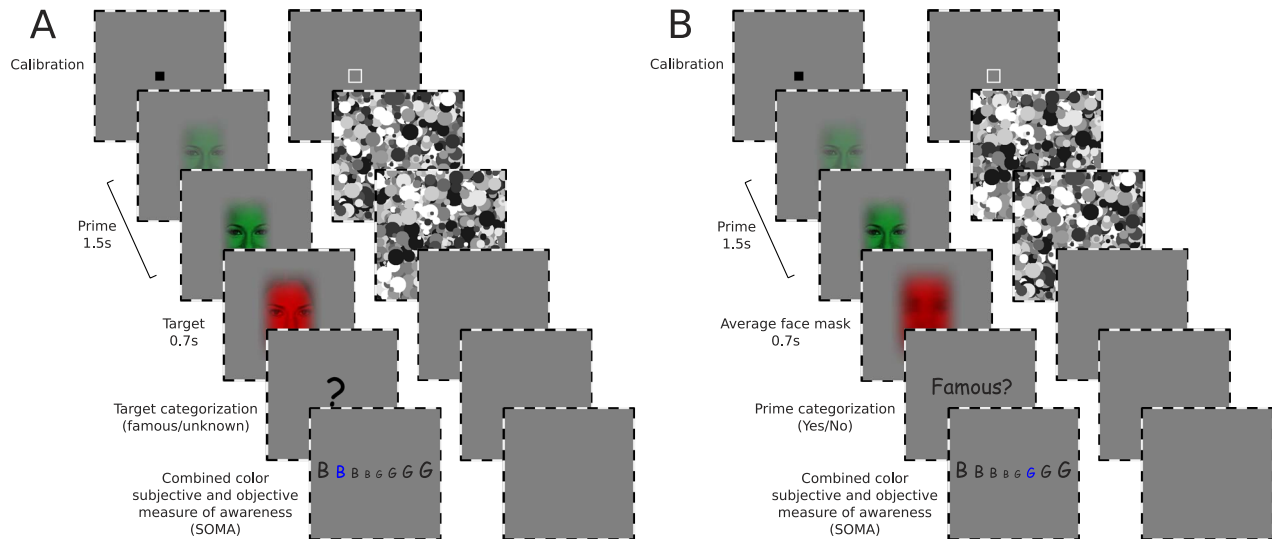 A
Calibration
Prime
1.5s
Target
0.7s
?
Target categorization
(famous/unknown)
B B B B G G G G
Combined color
subjective and objective
measure of awareness
(SOMA)
B
Calibration
Prime
1.5s
Average face mask
0.7s
Famous?
Prime categorization
(Yes/No)
B B B B G G G G
Combined color
subjective and objective
measure of awareness
(SOMA)